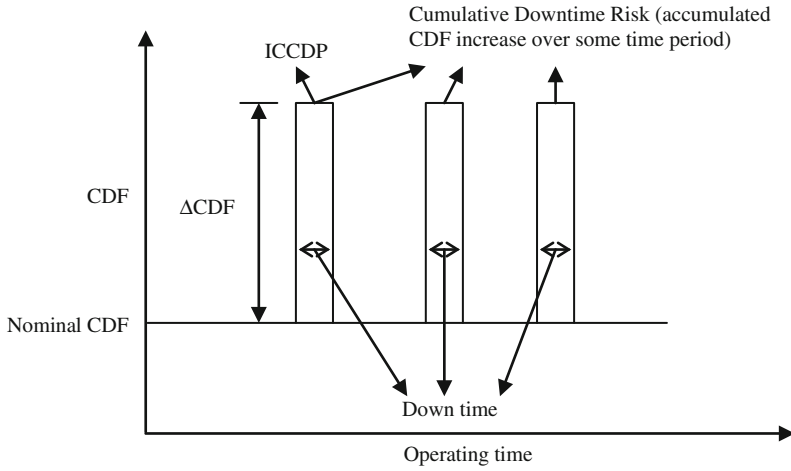 Cumulative Downtime Risk (accumulated
CDF increase over some time period)
ICCDP
CDF
ΔCDF
Nominal CDF
Down time
Operating time